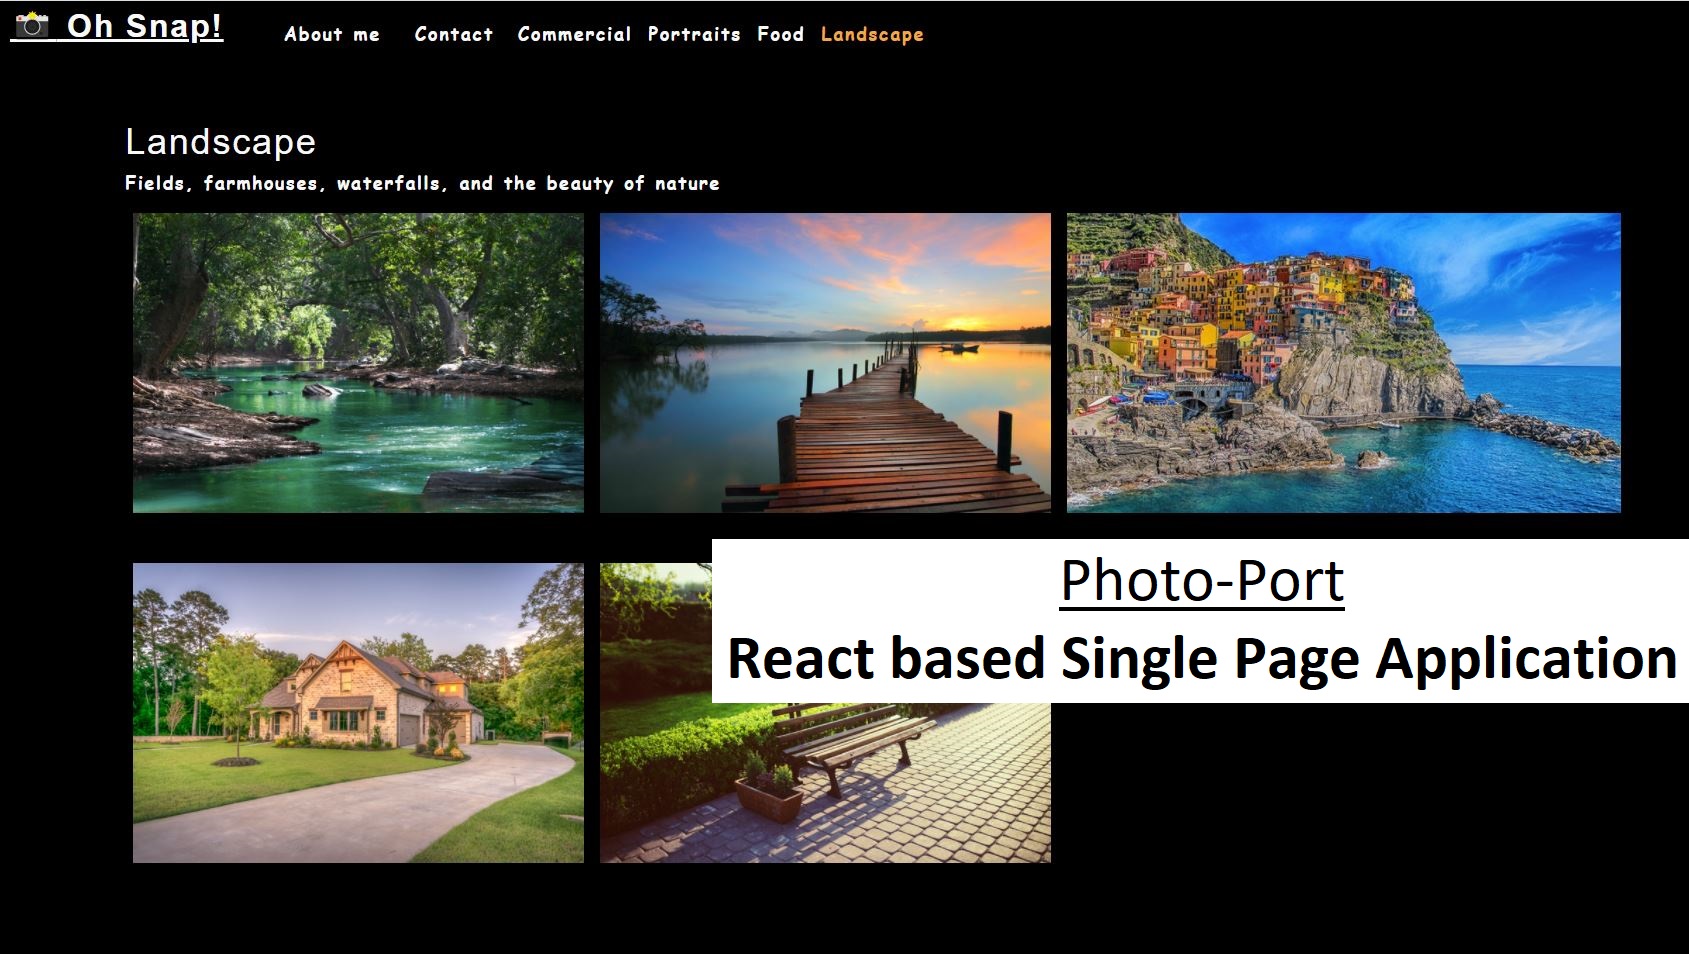 Oh Snap!
About me Contact Commercial Portraits Food Landscape
Landscape
Fields, farmhouses, waterfalls, and the beauty of nature
Photo-Port
React based Single Page Application